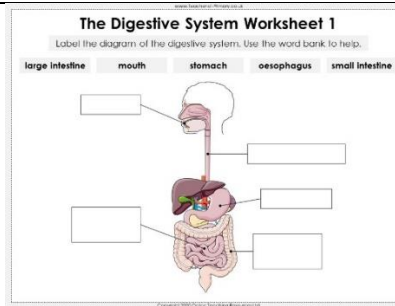 The Digestive System Worksheet 1
Label the diagram of the digestive system. Use the word bank to help.
large intestine mouth stomach oesophagus small intestine